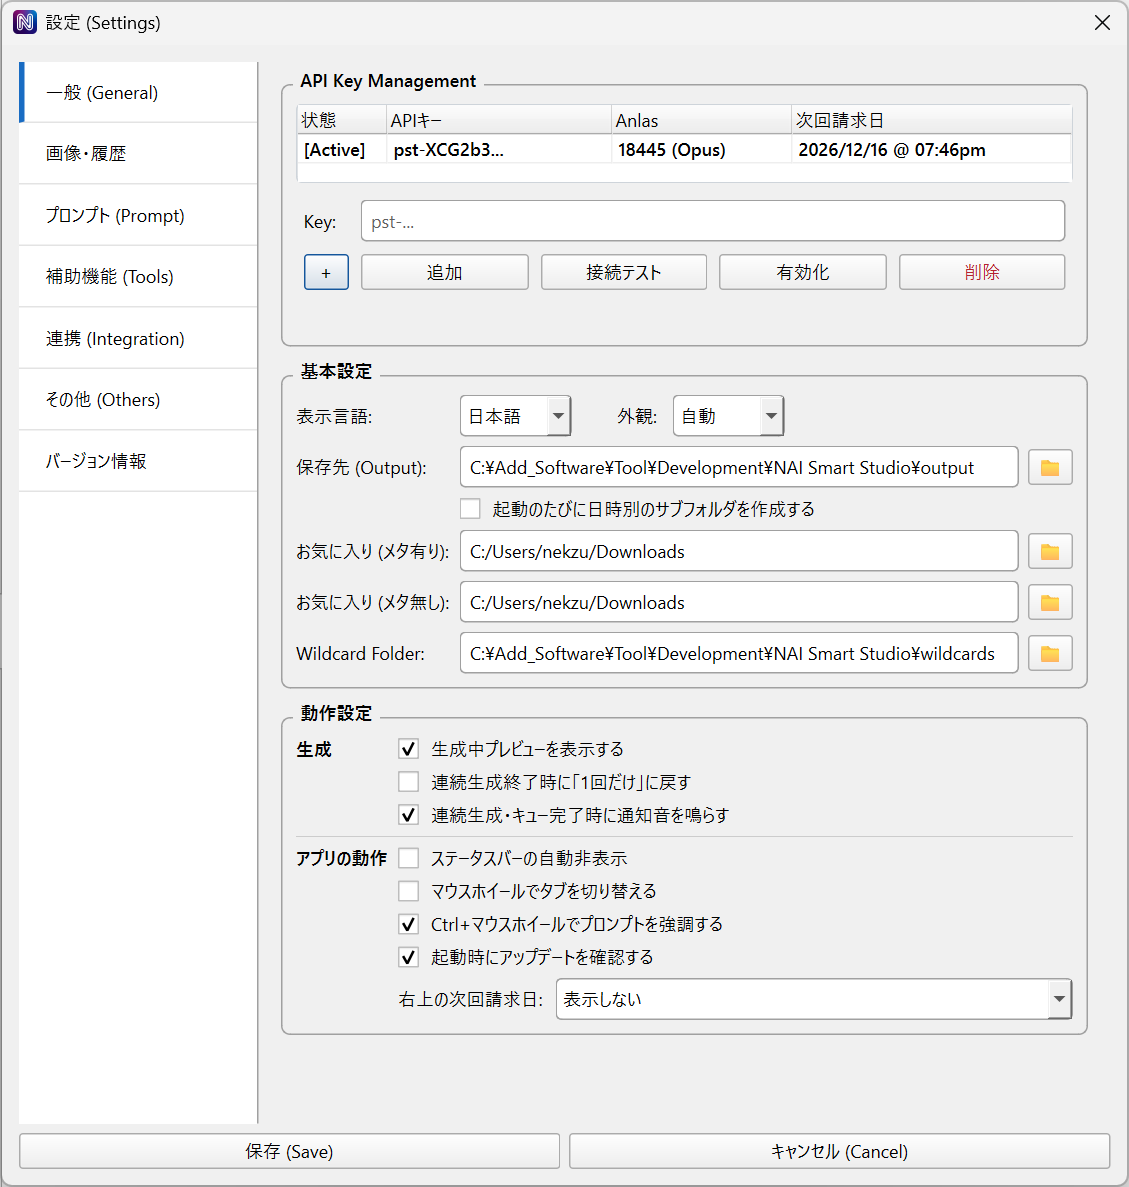 設定 (Settings)
一般 (General)
画像・履歴
プロンプト (Prompt)
補助機能 (Tools)
連携 (Integration)
その他 (Others)
バージョン情報
API Key Management
状態 APIキー Anlas 次回請求日
[Active] pst-XCG2b3... 18445 (Opus) 2026/12/16 @ 07:46pm
Key: pst-...
+ 追加 接続テスト 有効化 削除
基本設定
表示言語: 日本語 外観: 自動
保存先 (Output): C:¥Add_Software¥Tool¥Development¥NAI Smart Studio¥output
起動のたびに日時別のサブフォルダを作成する
お気に入り (メタ有り): C:/Users/nekzu/Downloads
お気に入り (メタ無し): C:/Users/nekzu/Downloads
Wildcard Folder: C:¥Add_Software¥Tool¥Development¥NAI Smart Studio¥wildcards
動作設定
生成 生成中プレビューを表示する
連続生成終了時に「1回だけ」に戻す
連続生成・キュー完了時に通知音を鳴らす
アプリの動作 ステータスバーの自動非表示
マウスホイールでタブを切り替える
Ctrl+マウスホイールでプロンプトを強調する
起動時にアップデートを確認する
右上の次回請求日: 表示しない
保存 (Save) キャンセル (Cancel)